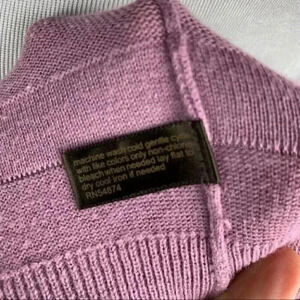 machine wash cold gentle cycle
with like colors only non-chlorine
bleach when needed lay flat to
dry cool iron if needed
RN54874